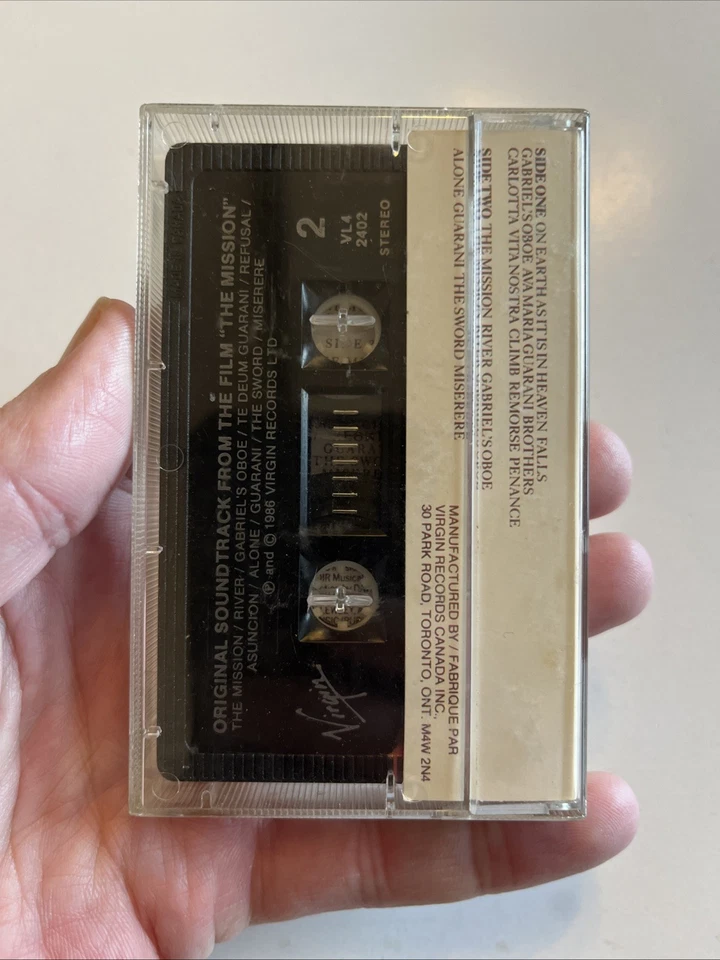 ORIGINAL SOUNDTRACK FROM THE FILM "THE MISSION"
THE MISSION / RIVER / GABRIEL'S OBOE / TE DEUM GUARANI / REFUSAL /
ASUNCION / ALONE / GUARANI / THE SWORD / MISERERE
Ⓟ and © 1986 VIRGIN RECORDS LTD
2
VL4
2402
STEREO
Virgin
SIDE ONE ON EARTH AS IT IS IN HEAVEN FALLS
GABRIEL'S OBOE AVA MARIA GUARANI BROTHERS
CARLOTTA VITA NOSTRA CLIMB REMORSE PENANCE
SIDE TWO THE MISSION RIVER GABRIEL'S OBOE
ALONE GUARANI THE SWORD MISERERE
MANUFACTURED BY / FABRIQUE PAR
VIRGIN RECORDS CANADA INC.,
30 PARK ROAD, TORONTO, ONT. M4W 2N4